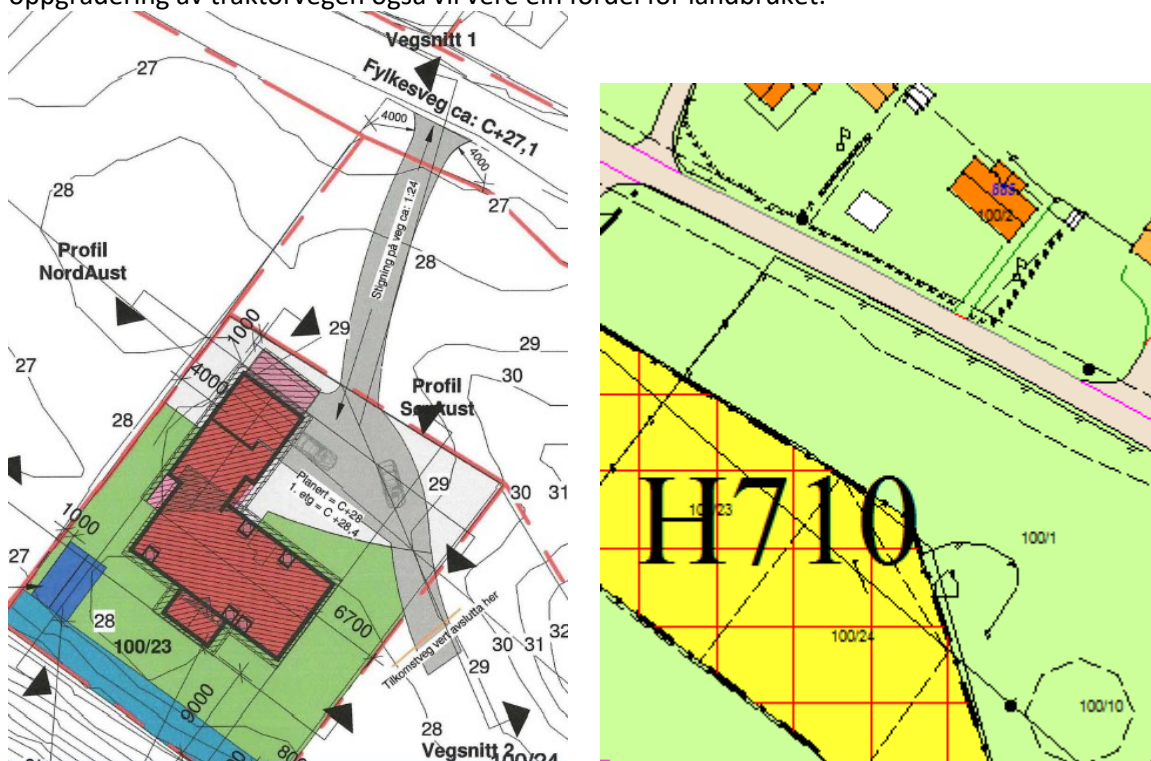 oppgradering av traktorvegen også vil vere ein fordel for landbruket.
Vegsnitt 1
27
Fylkesveg ca: C+27,1
4000
4000
28
27
Stigning på veg ca: 1:24
28
Profil
NordAust
1000
29
29
27
4000
30
Profil
SørAust
28
29
30
31
Planert = C+28
1. etg = C +28,4
1000
27
28
6700
Tilkomstveg vert avslutta her
30
31
32
100/23
29
9000
28
800
Vegsnitt 2
100/24
665
100/2
H710
100/23
100/1
100/24
100/10